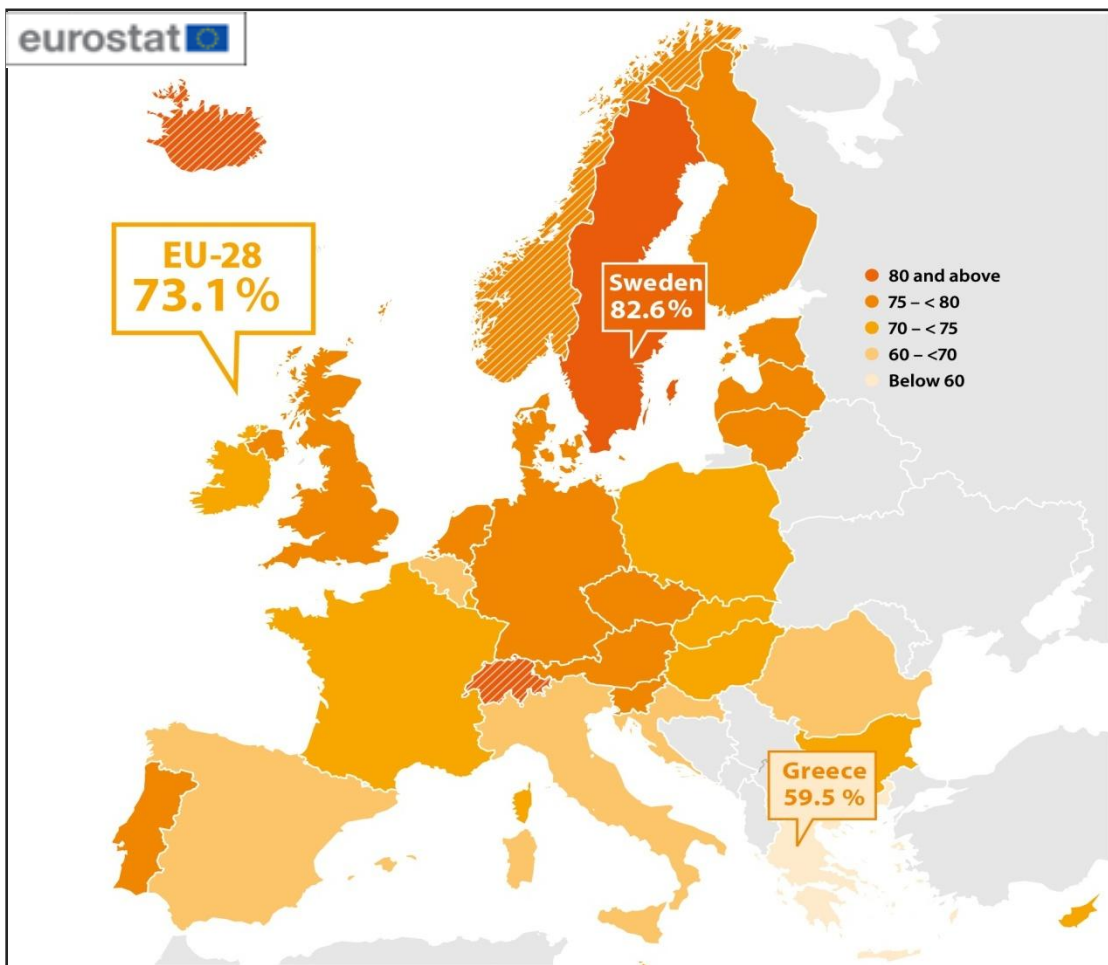 eurostat
EU-28
73.1%
Sweden
82.6%
80 and above
75 – < 80
70 – < 75
60 – <70
Below 60
Greece
59.5 %